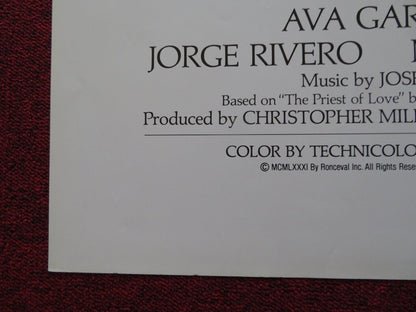 AVA GAR
JORGE RIVERO
Music by JOSE
Based on "The Priest of Love" b
Produced by CHRISTOPHER MIL
COLOR BY TECHNICOLO
© MCMLXXXI By Ronceval Inc. All Rights Rese